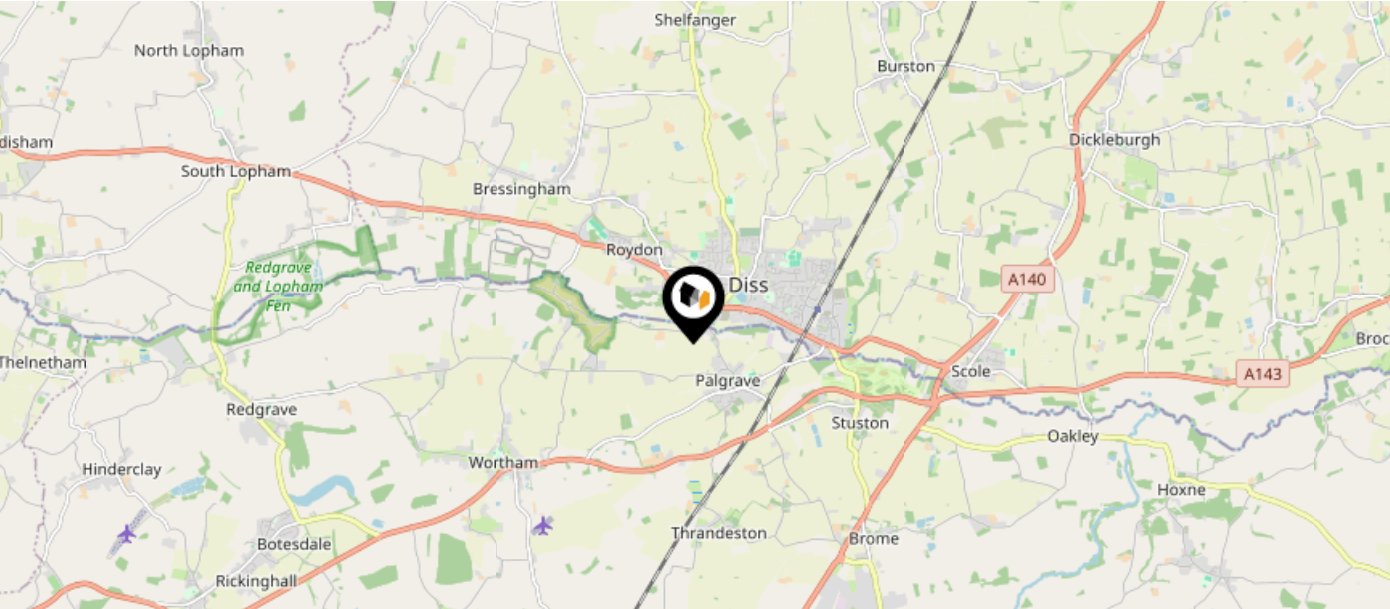 Shelfanger
North Lopham
Burston
disham
Dickleburgh
South Lopham
Bressingham
Roydon
Redgrave
and Lopham
Fen
A140
Diss
Thelnetham
Broc
Scole
A143
Palgrave
Redgrave
Stuston
Oakley
Wortham
Hinderclay
Hoxne
Thrandeston
Brome
Botesdale
Rickinghall